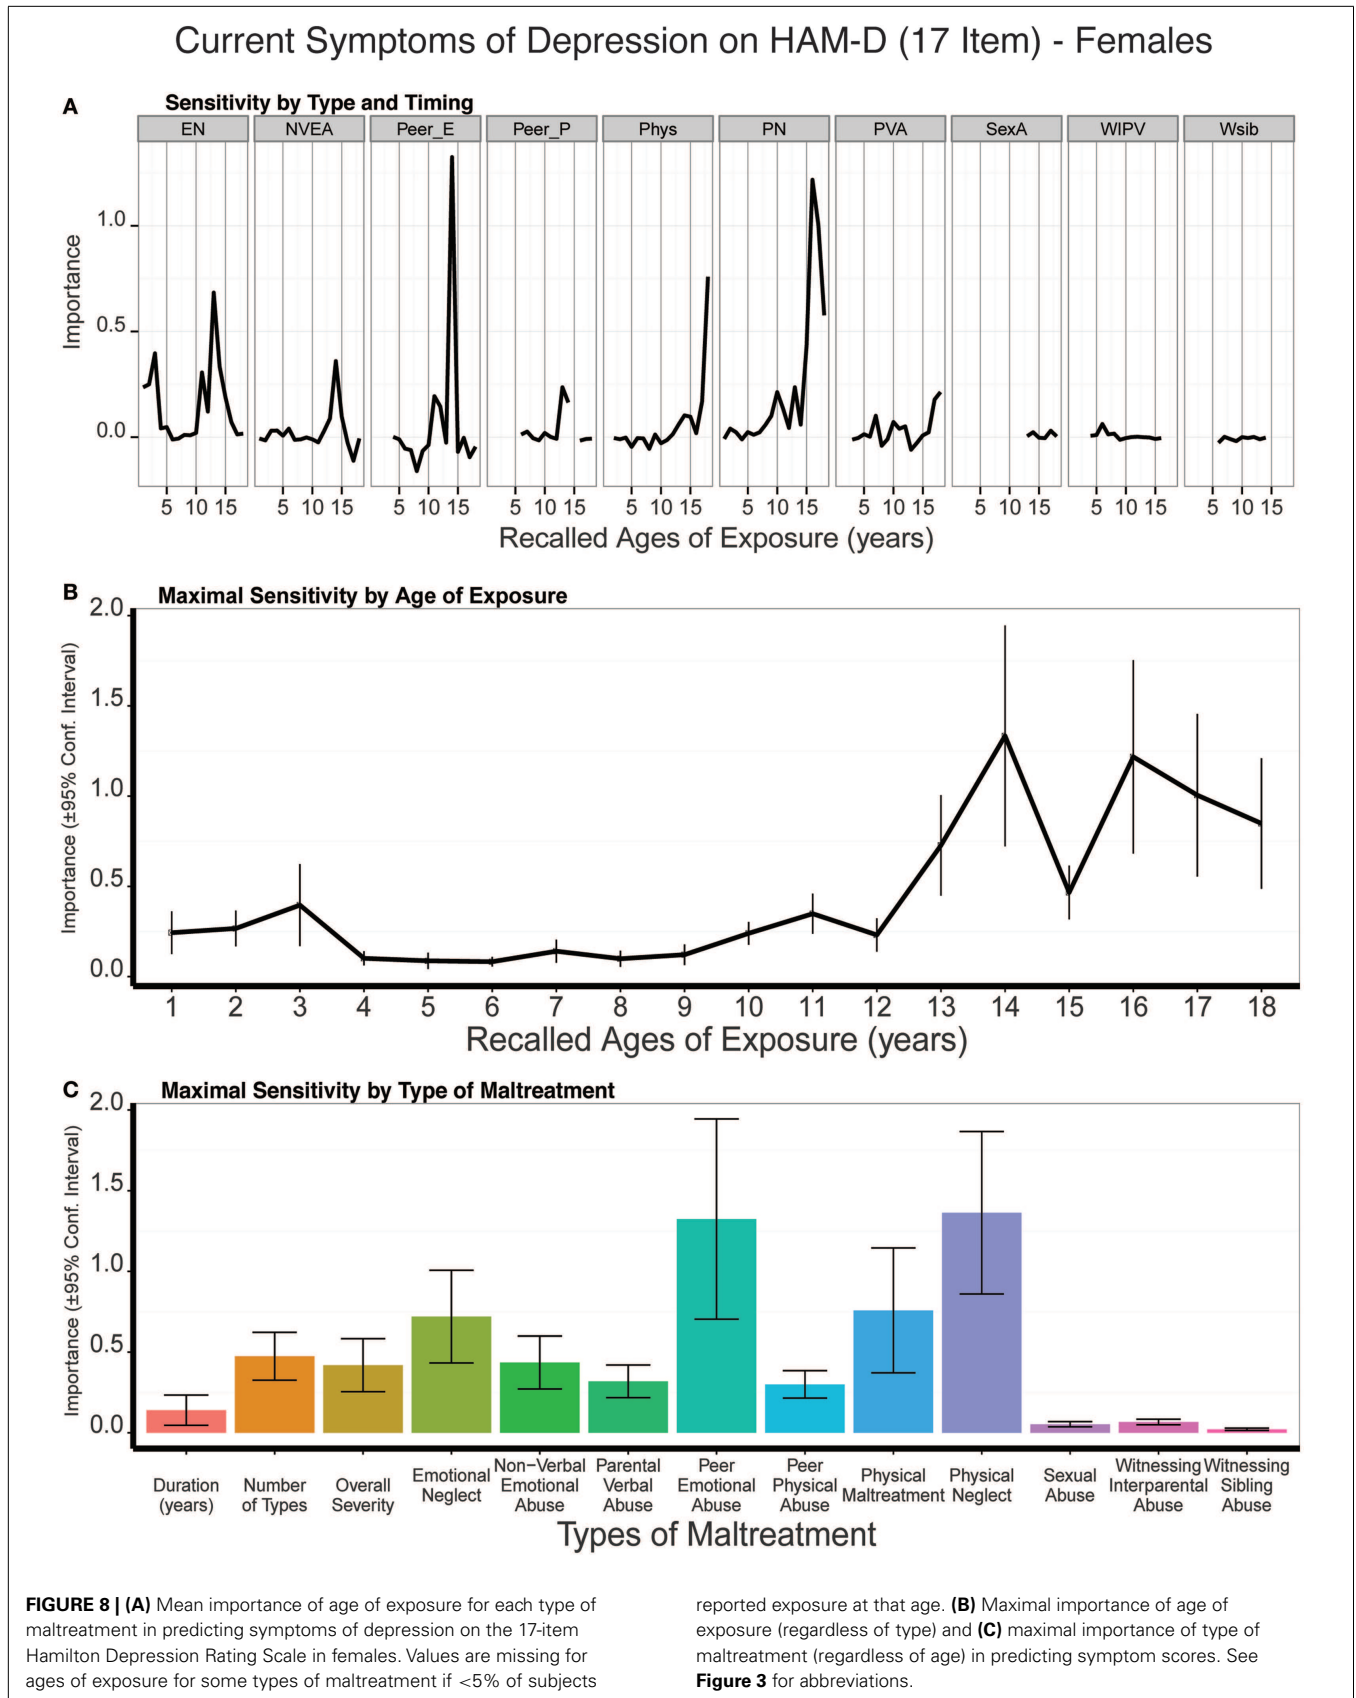 Current Symptoms of Depression on HAM-D (17 Item) - Females
A
Sensitivity by Type and Timing
EN NVEA Peer_E Peer_P Phys PN PVA SexA WIPV Wsib
Importance
1.0
0.5
0.0
5 10 15 5 10 15 5 10 15 5 10 15 5 10 15 5 10 15 5 10 15 5 10 15 5 10 15 5 10 15
Recalled Ages of Exposure (years)
B
Maximal Sensitivity by Age of Exposure
Importance (±95% Conf. Interval)
2.0
1.5
1.0
0.5
0.0
1 2 3 4 5 6 7 8 9 10 11 12 13 14 15 16 17 18
Recalled Ages of Exposure (years)
C
Maximal Sensitivity by Type of Maltreatment
Importance (±95% Conf. Interval)
2.0
1.5
1.0
0.5
0.0
Duration
(years)
Number
of Types
Overall
Severity
Emotional
Neglect
Non−Verbal
Emotional
Abuse
Parental
Verbal
Abuse
Peer
Emotional
Abuse
Peer
Physical
Abuse
Physical
Maltreatment
Physical
Neglect
Sexual
Abuse
Witnessing
Interparental
Abuse
Witnessing
Sibling
Abuse
Types of Maltreatment
FIGURE 8 | (A) Mean importance of age of exposure for each type of
maltreatment in predicting symptoms of depression on the 17-item
Hamilton Depression Rating Scale in females. Values are missing for
ages of exposure for some types of maltreatment if <5% of subjects
reported exposure at that age. (B) Maximal importance of age of
exposure (regardless of type) and (C) maximal importance of type of
maltreatment (regardless of age) in predicting symptom scores. See
Figure 3 for abbreviations.